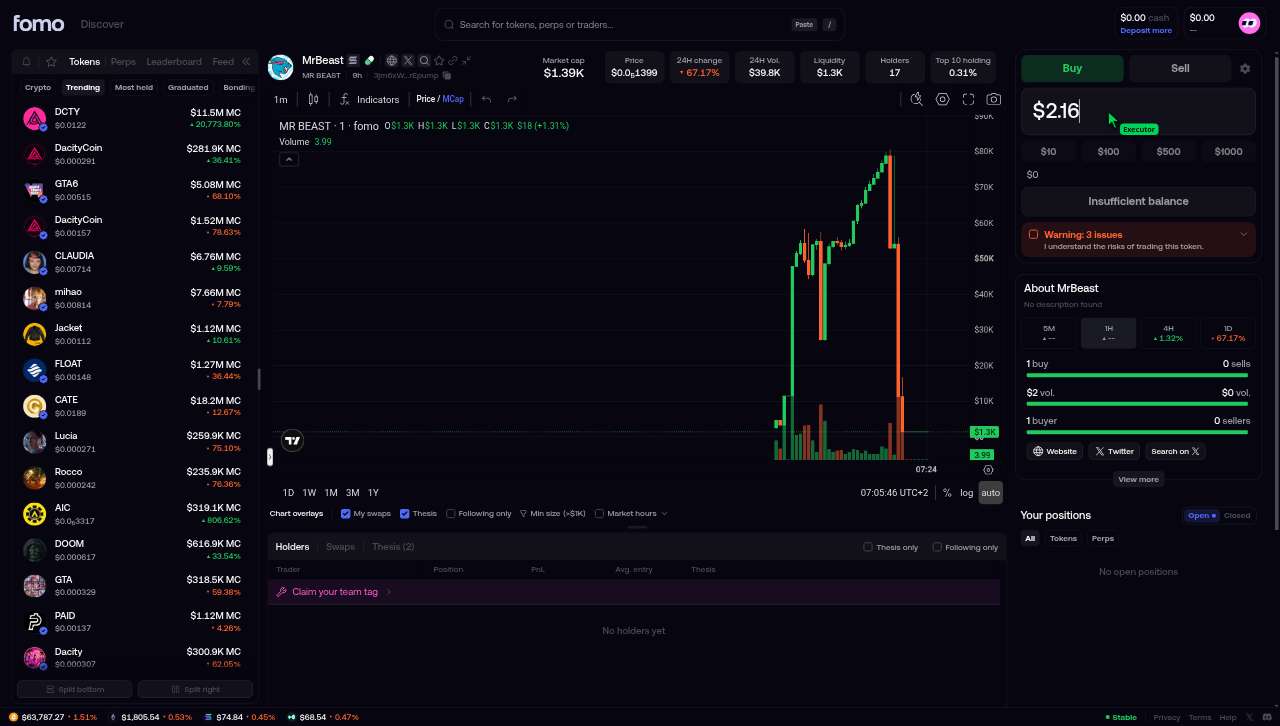 fomo
Discover
Search for tokens, perps or traders...
Paste
/
$0.00 cash
Deposit more
$0.00
—
Tokens Perps Leaderboard Feed
Crypto Trending Most held Graduated Bonding
DCTY $11.5M MC
$0.0122 20,773.80%
DacityCoin $281.9K MC
$0.000291 36.41%
GTA6 $5.08M MC
$0.00515 68.10%
DacityCoin $1.52M MC
$0.00157 78.63%
CLAUDIA $6.76M MC
$0.00714 9.59%
mihao $7.66M MC
$0.00814 7.79%
Jacket $1.12M MC
$0.00112 10.61%
FLOAT $1.27M MC
$0.00148 36.44%
CATE $18.2M MC
$0.0189 12.67%
Lucia $259.9K MC
$0.000271 75.10%
Rocco $235.9K MC
$0.000242 76.36%
AIC $319.1K MC
$0.0₆3317 806.62%
DOOM $616.9K MC
$0.000617 33.54%
GTA $318.5K MC
$0.000329 59.38%
PAID $1.12M MC
$0.00137 4.26%
Dacity $300.9K MC
$0.000307 62.05%
Split bottom Split right
MrBeast
MR BEAST 9h 3jm6xW...rEpump
Market cap
$1.39K
Price
$0.0₅1399
24H change
67.17%
24H Vol.
$39.8K
Liquidity
$1.3K
Holders
17
Top 10 holding
0.31%
1m Indicators Price / MCap
MR BEAST · 1 · fomo O$1.3K H$1.3K L$1.3K C$1.3K $18 (+1.31%)
Volume 3.99
$90K
$80K
$70K
$60K
$50K
$40K
$30K
$20K
$10K
$1.3K
3.99
07:24
1D 1W 1M 3M 1Y
07:05:46 UTC+2 % log auto
Chart overlays My swaps Thesis Following only Min size (>$1K) Market hours
Holders Swaps Thesis (2)
Thesis only Following only
Trader Position PnL Avg. entry Thesis
Claim your team tag
No holders yet
Buy Sell
$2.16
Executor
$10 $100 $500 $1000
$0
Insufficient balance
Warning: 3 issues
I understand the risks of trading this token.
About MrBeast
No description found
5M 1H 4H 1D
-- -- 1.32% 67.17%
1 buy 0 sells
$2 vol. $0 vol.
1 buyer 0 sellers
Website Twitter Search on X
View more
Your positions
Open Closed
All Tokens Perps
No open positions
$63,787.27 1.51% $1,805.54 0.53% $74.84 0.45% $68.54 0.47%
Stable Privacy Terms Help